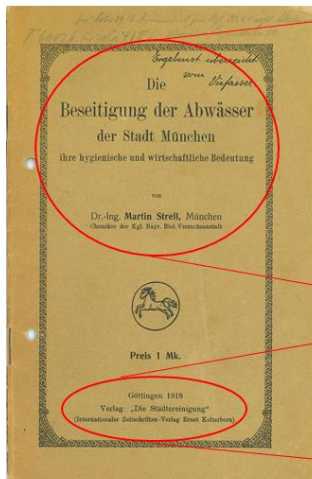 Ergebenst überreicht
vom
Verfasser
Die
Beseitigung der Abwässer
der Stadt München
ihre hygienische und wirtschaftliche Bedeutung
von
Dr.-Ing. Martin Strell, München
Chemiker der Kgl. Bayr. Biol. Versuchsanstalt
Preis 1 Mk.
Göttingen 1918
Verlag: „Die Städtereinigung“
(Internationaler Zeitschriften-Verlag Ernst Kelterborn).